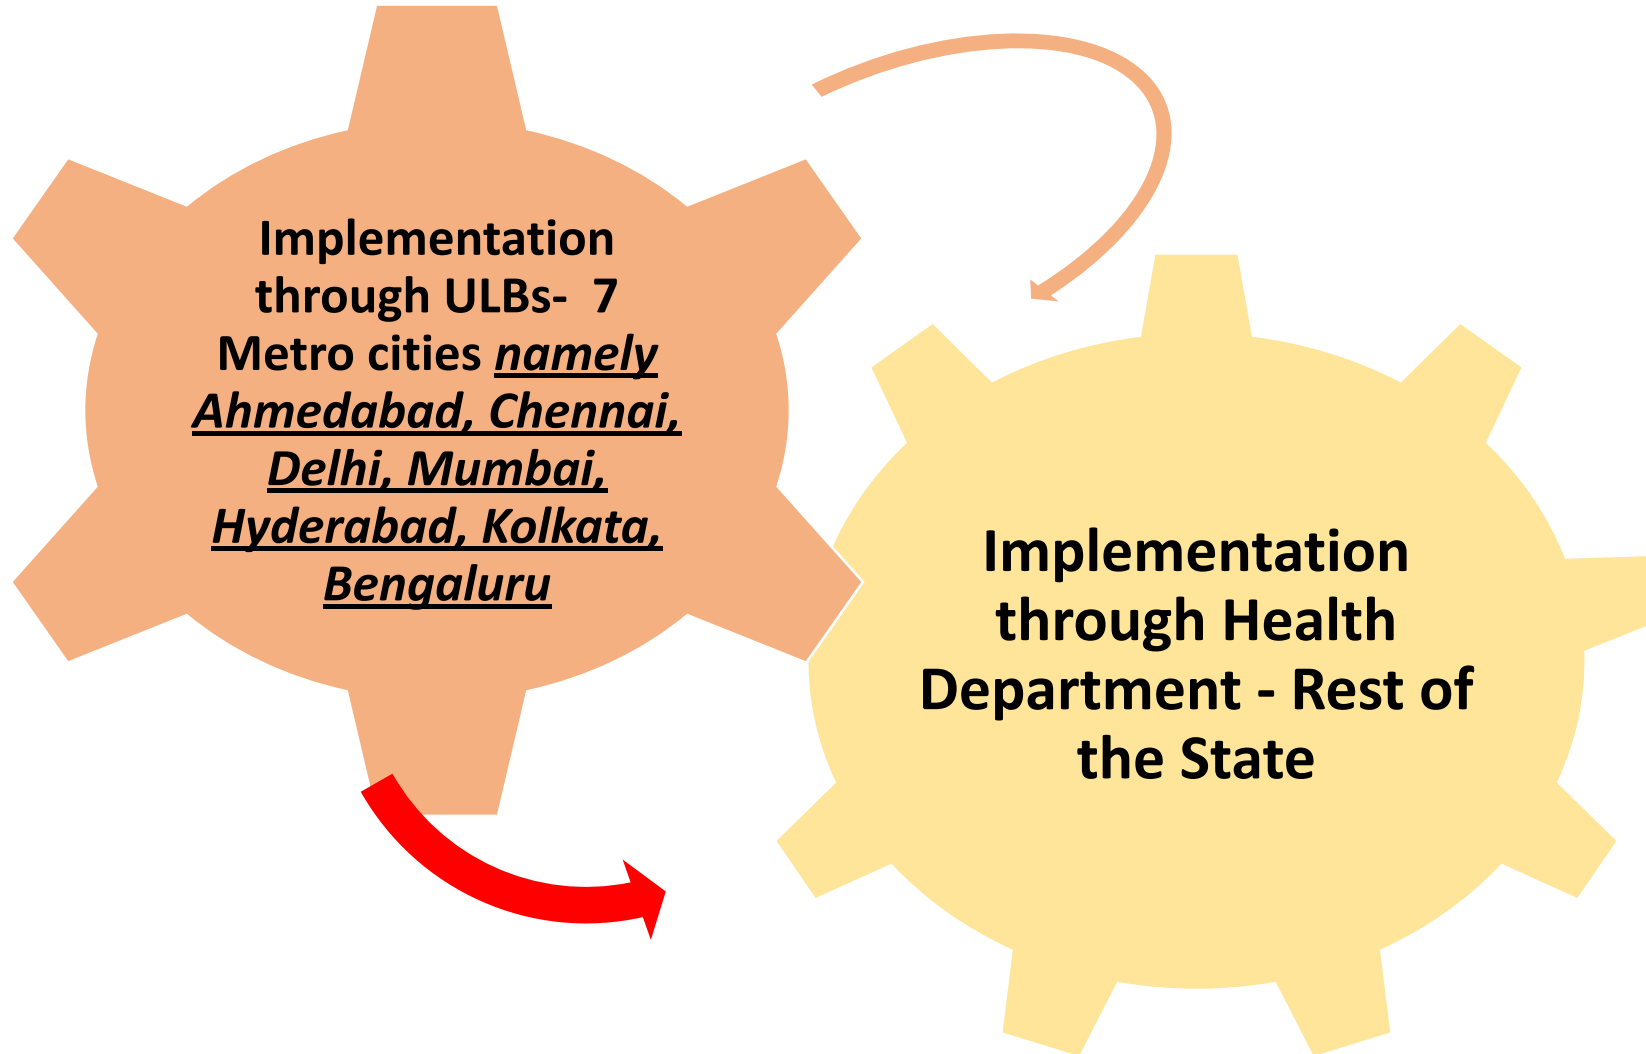 Implementation
through ULBs-  7
Metro cities namely
Ahmedabad, Chennai,
Delhi, Mumbai,
Hyderabad, Kolkata,
Bengaluru
Implementation
through Health
Department - Rest of
the State